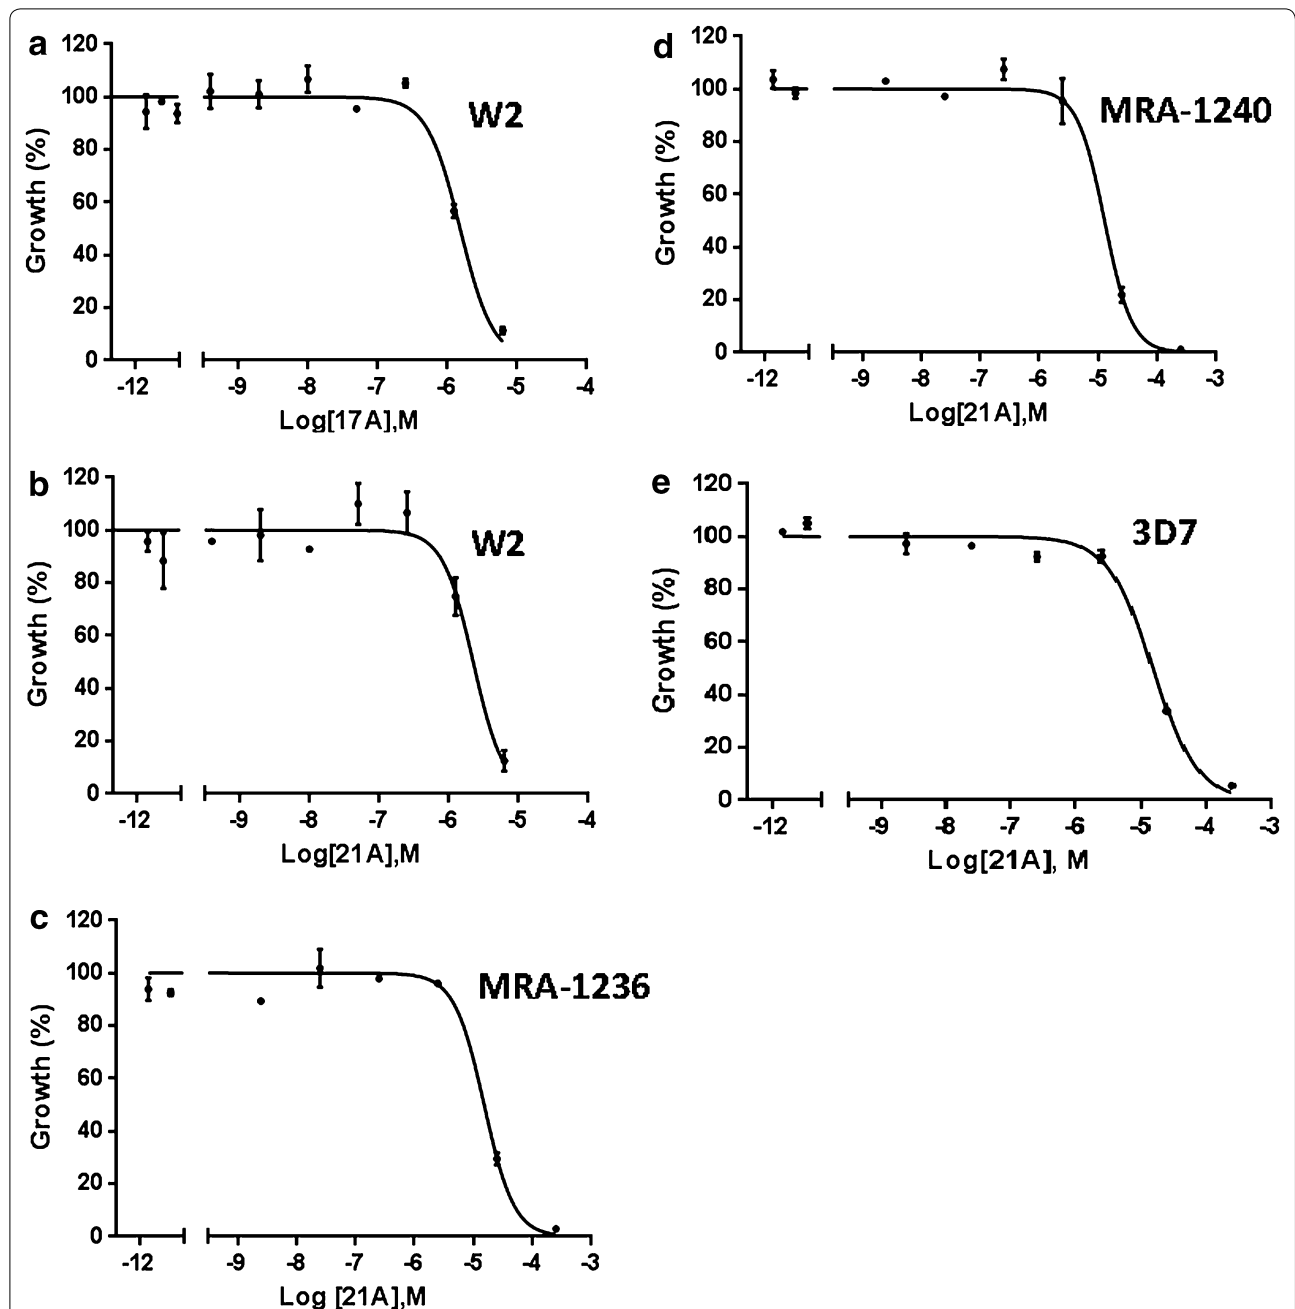 a
120
100
80
60
40
20
0
Growth (%)
W2
-12 -9 -8 -7 -6 -5 -4
Log[17A],M
b
120
100
80
60
40
20
0
Growth (%)
W2
-12 -9 -8 -7 -6 -5 -4
Log[21A],M
c
120
100
80
60
40
20
0
Growth (%)
MRA-1236
-12 -9 -8 -7 -6 -5 -4 -3
Log [21A],M
d
120
100
80
60
40
20
0
Growth (%)
MRA-1240
-12 -9 -8 -7 -6 -5 -4 -3
Log[21A],M
e
120
100
80
60
40
20
0
Growth (%)
3D7
-12 -9 -8 -7 -6 -5 -4 -3
Log[21A], M